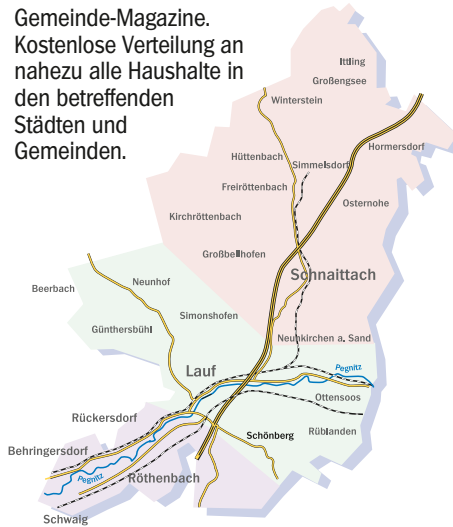 Gemeinde-Magazine.
Kostenlose Verteilung an
nahezu alle Haushalte in
den betreffenden
Städten und
Gemeinden.
Ittling
Großengsee
Winterstein
Hormersdorf
Hüttenbach
Simmelsdorf
Freiröttenbach
Osternohe
Kirchröttenbach
Großbellhofen
Schnaittach
Neunhof
Beerbach
Simonshofen
Günthersbühl
Neunkirchen a. Sand
Lauf
Pegnitz
Ottensoos
Rückersdorf
Schönberg
Rüblanden
Behringersdorf
Pegnitz
Röthenbach
Schwaig